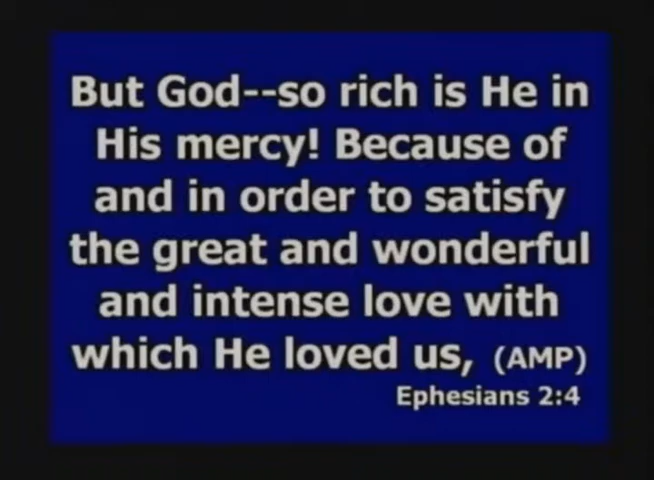 But God--so rich is He in
His mercy! Because of
and in order to satisfy
the great and wonderful
and intense love with
which He loved us, (AMP)
Ephesians 2:4